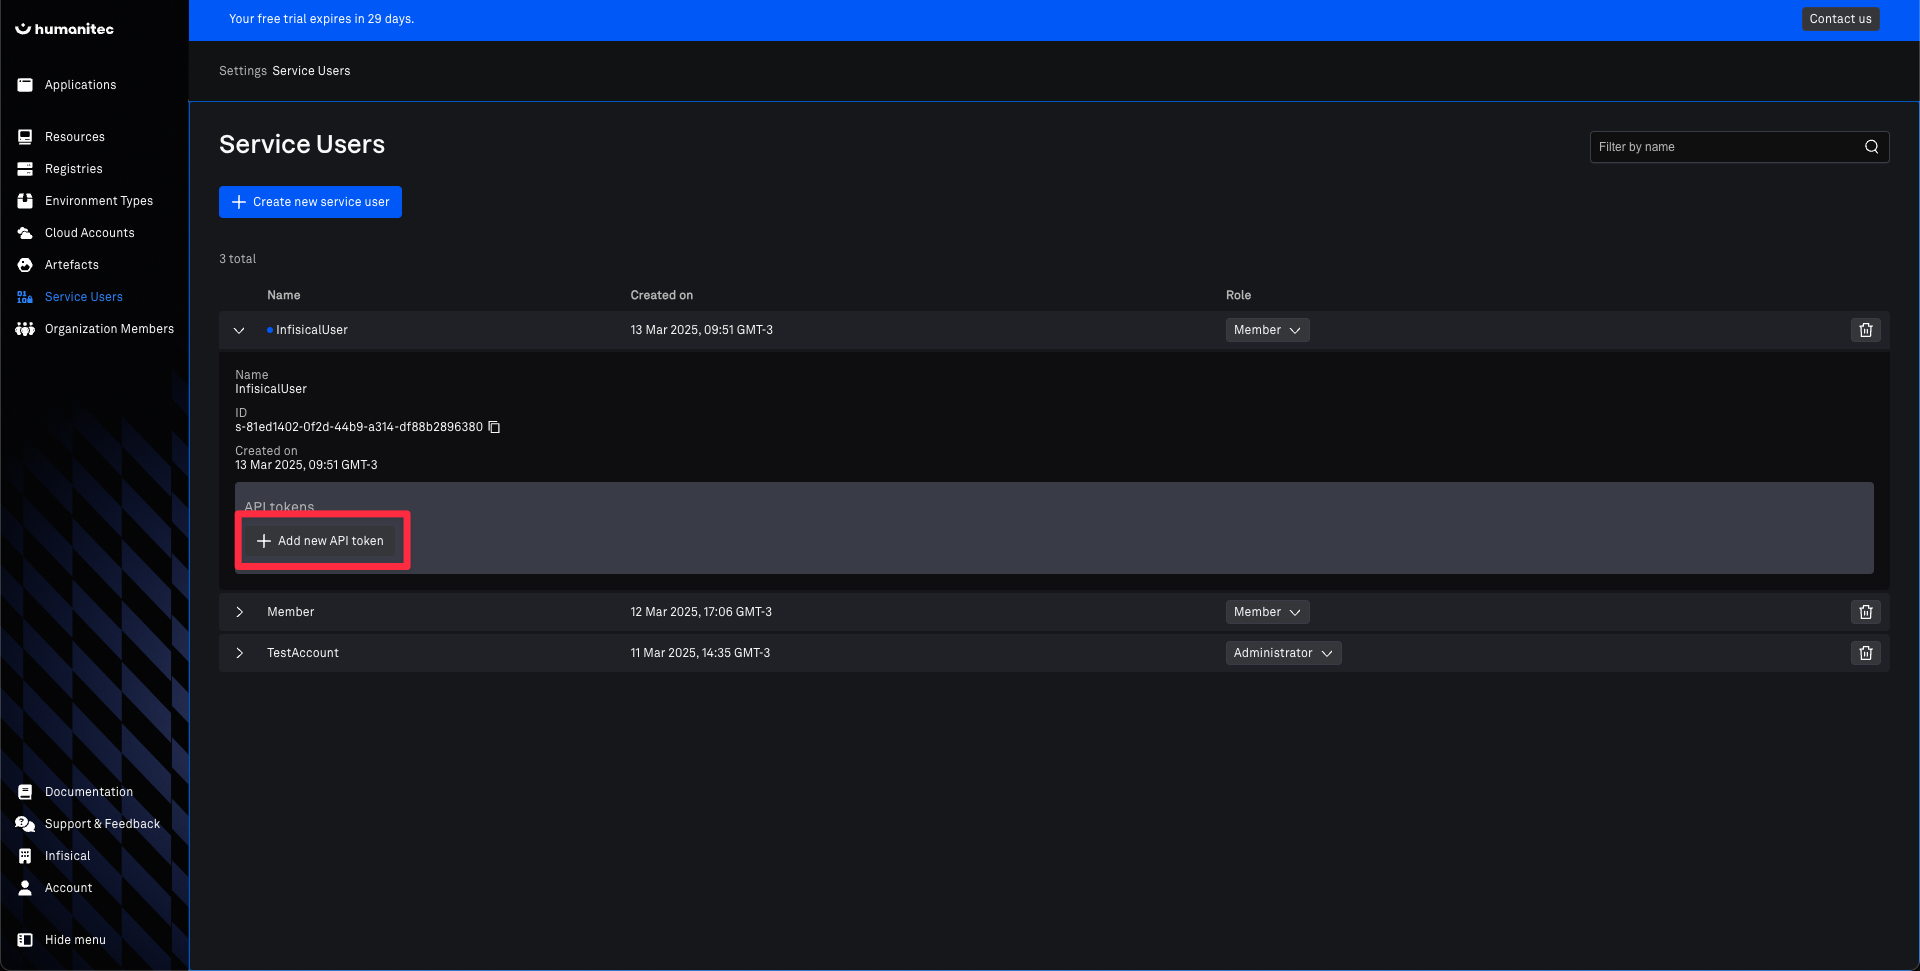 humanitec
Your free trial expires in 29 days.
Contact us
Settings Service Users
Applications
Resources
Registries
Environment Types
Cloud Accounts
Artefacts
Service Users
Organization Members
Service Users
Filter by name
Create new service user
3 total
Name Created on Role
InfisicalUser 13 Mar 2025, 09:51 GMT-3 Member
Name
InfisicalUser
ID
s-81ed1402-0f2d-44b9-a314-df88b2896380
Created on
13 Mar 2025, 09:51 GMT-3
API tokens
Add new API token
Member 12 Mar 2025, 17:06 GMT-3 Member
TestAccount 11 Mar 2025, 14:35 GMT-3 Administrator
Documentation
Support & Feedback
Infisical
Account
Hide menu